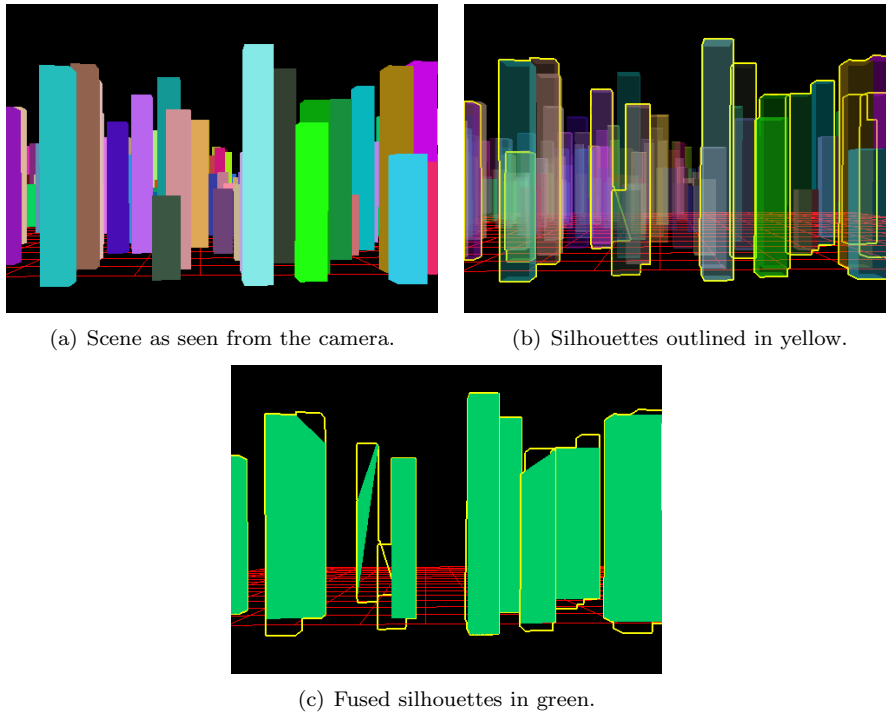 (a) Scene as seen from the camera.
(b) Silhouettes outlined in yellow.
(c) Fused silhouettes in green.